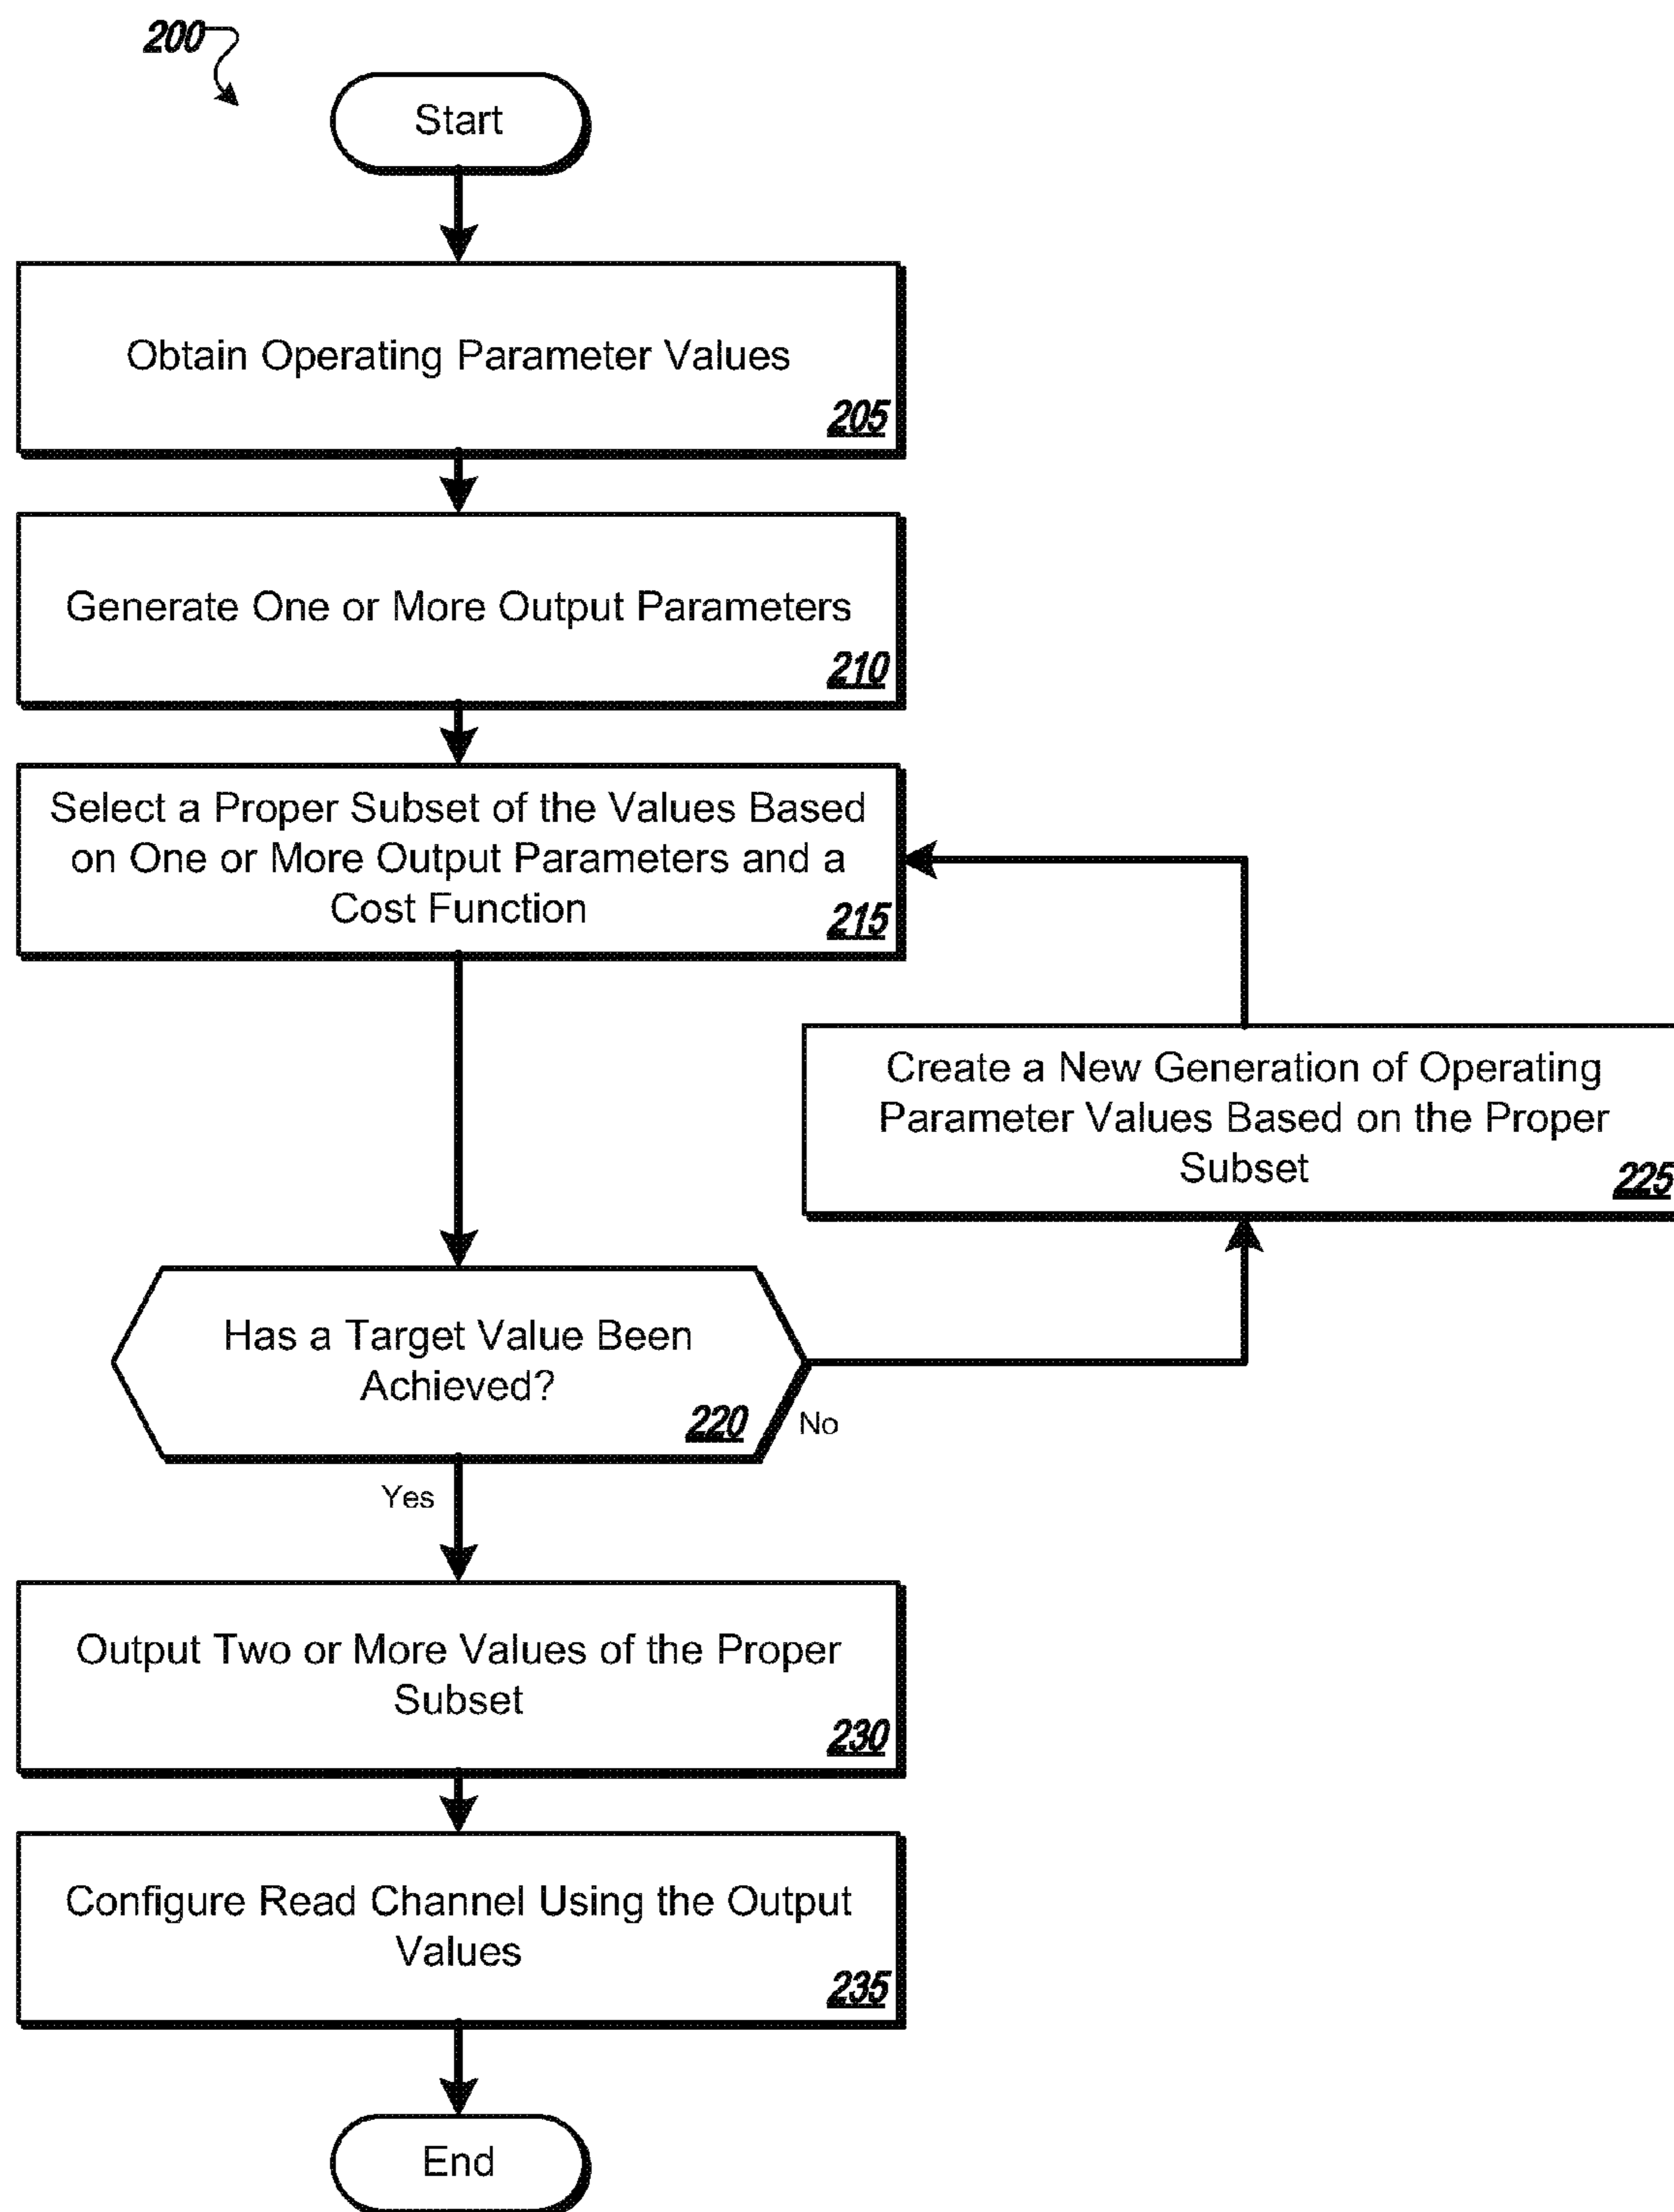 200
Start
Obtain Operating Parameter Values
205
Generate One or More Output Parameters
210
Select a Proper Subset of the Values Based
on One or More Output Parameters and a
Cost Function
215
Create a New Generation of Operating
Parameter Values Based on the Proper
Subset
225
Has a Target Value Been
Achieved?
220
No
Yes
Output Two or More Values of the Proper
Subset
230
Configure Read Channel Using the Output
Values
235
End